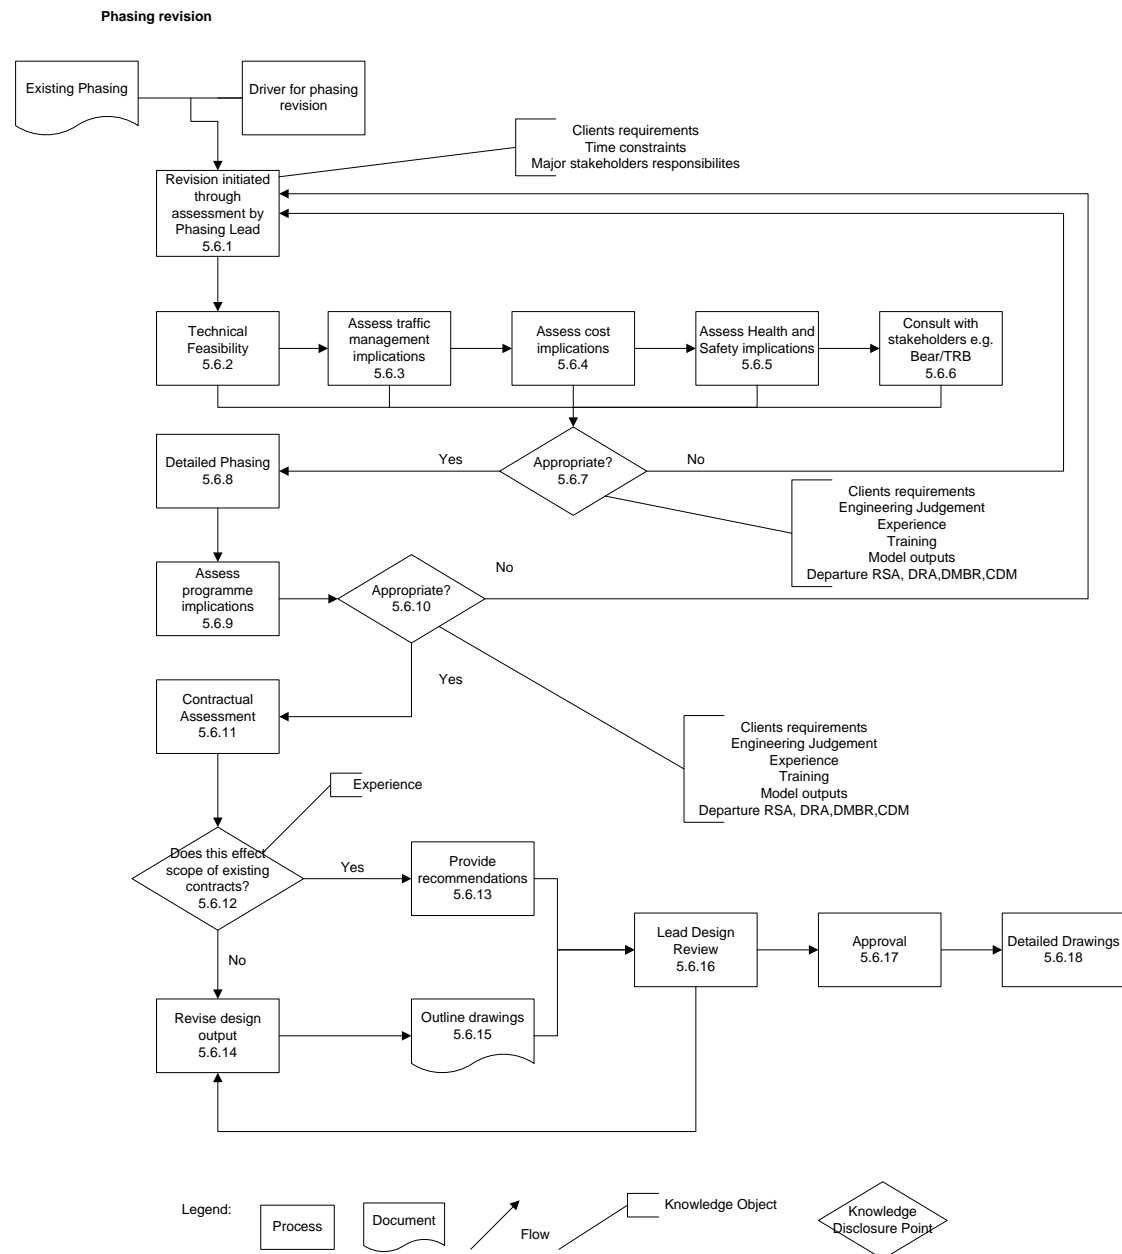 Phasing revision
Existing Phasing
Driver for phasing
revision
Clients requirements
Time constraints
Major stakeholders responsibilites
Revision initiated
through
assessment by
Phasing Lead
5.6.1
Technical
Feasibility
5.6.2
Assess traffic
management
implications
5.6.3
Assess cost
implications
5.6.4
Assess Health and
Safety implications
5.6.5
Consult with
stakeholders e.g.
Bear/TRB
5.6.6
Detailed Phasing
5.6.8
Yes
Appropriate?
5.6.7
No
Clients requirements
Engineering Judgement
Experience
Training
Model outputs
Departure RSA, DRA,DMBR,CDM
Assess
programme
implications
5.6.9
Appropriate?
5.6.10
No
Yes
Contractual
Assessment
5.6.11
Clients requirements
Engineering Judgement
Experience
Training
Model outputs
Departure RSA, DRA,DMBR,CDM
Experience
Does this effect
scope of existing
contracts?
5.6.12
Yes
Provide
recommendations
5.6.13
No
Lead Design
Review
5.6.16
Approval
5.6.17
Detailed Drawings
5.6.18
Revise design
output
5.6.14
Outline drawings
5.6.15
Legend:
Process
Document
Flow
Knowledge Object
Knowledge
Disclosure Point